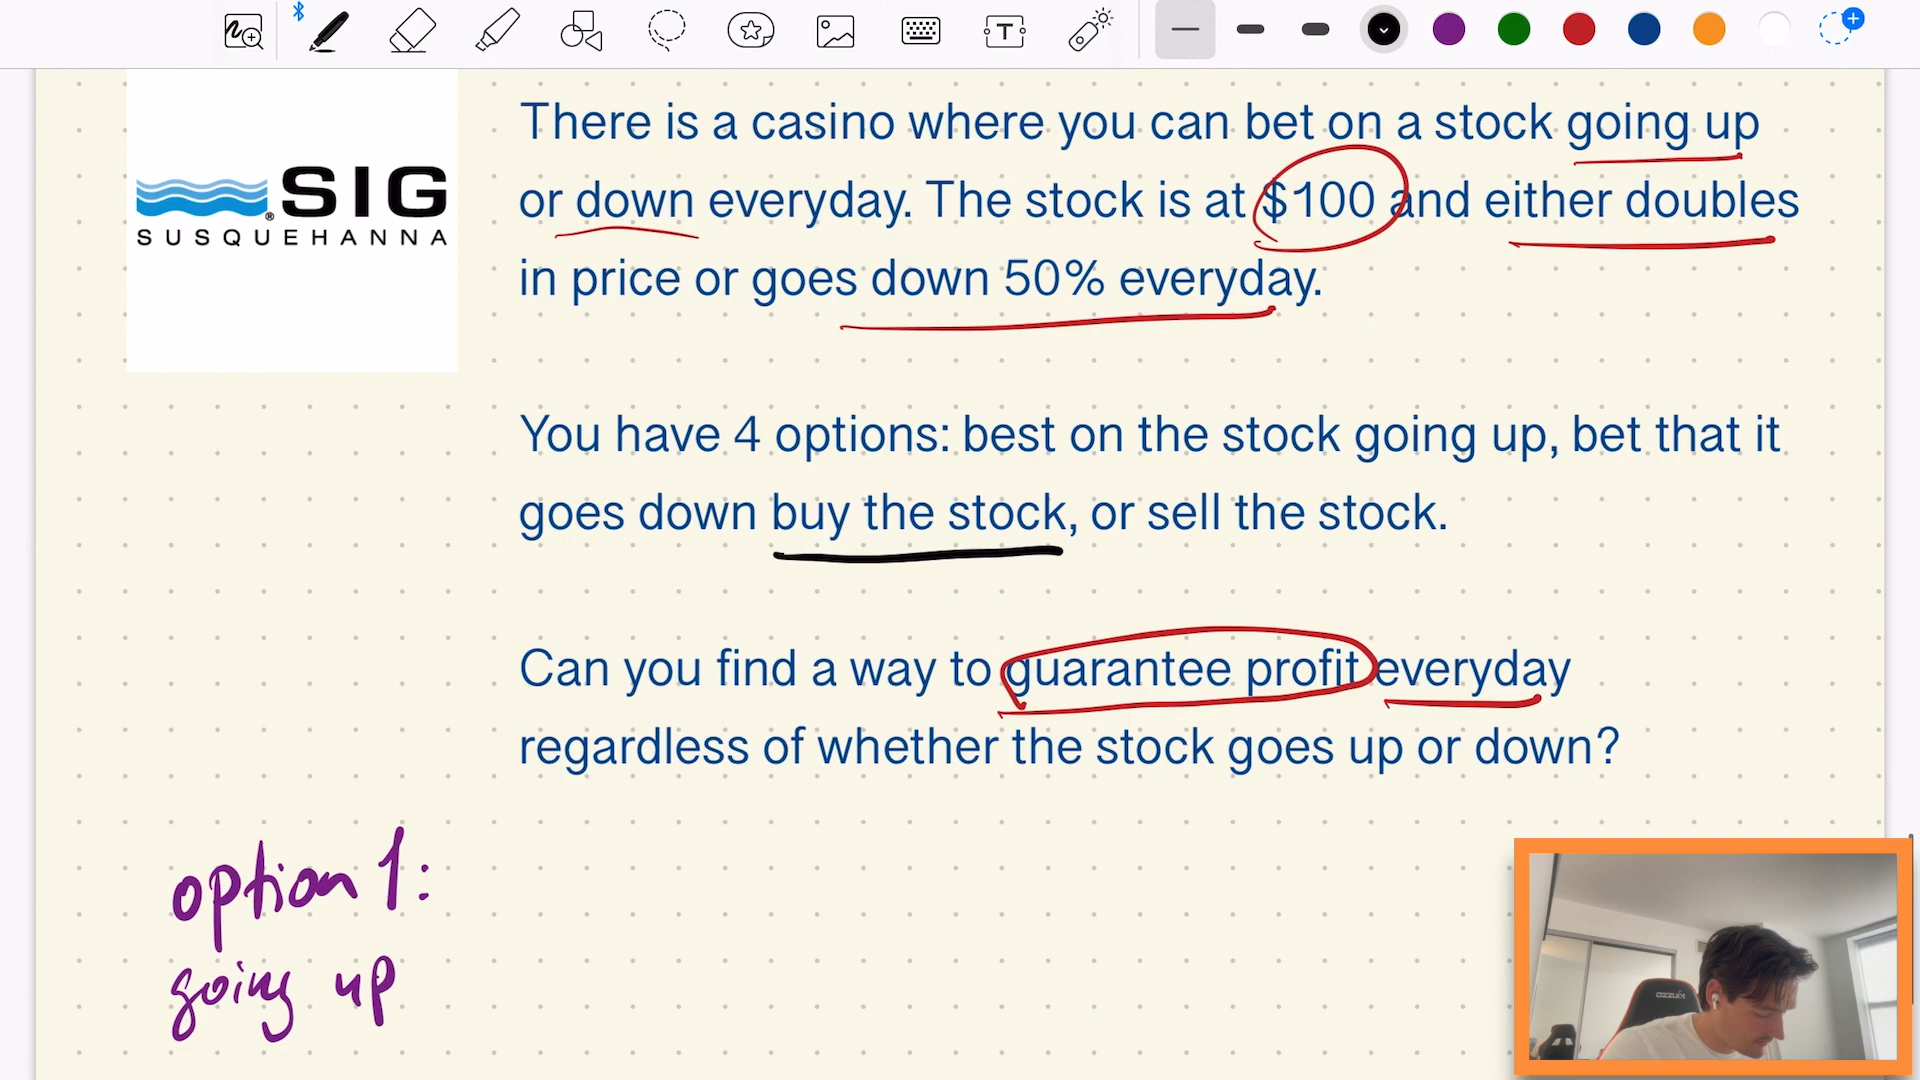 SIG
SUSQUEHANNA
There is a casino where you can bet on a stock going up
or down everyday. The stock is at $100 and either doubles
in price or goes down 50% everyday.
You have 4 options: best on the stock going up, bet that it
goes down buy the stock, or sell the stock.
Can you find a way to guarantee profit everyday
regardless of whether the stock goes up or down?
option 1:
going up